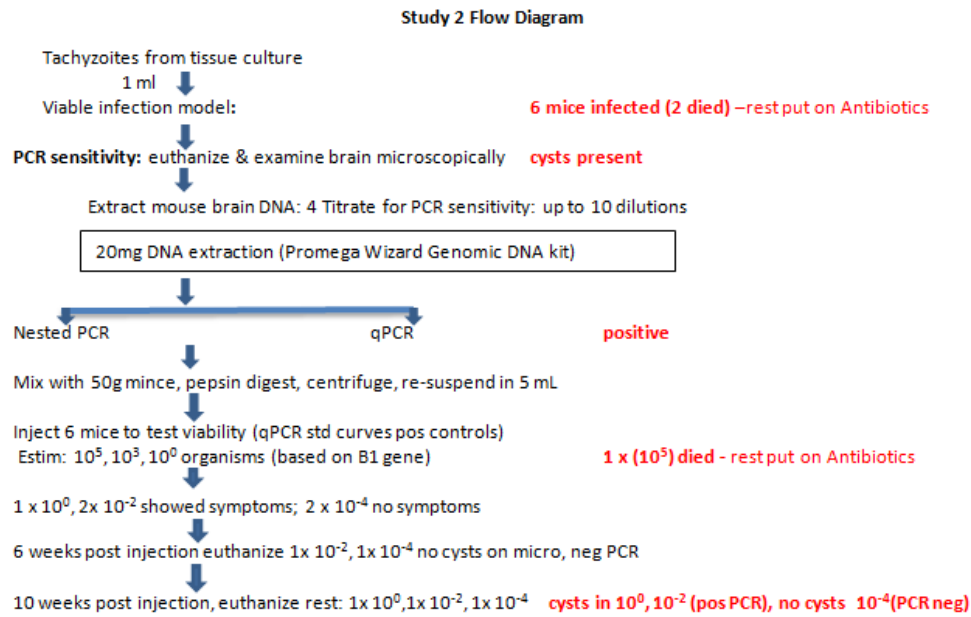 Study 2 Flow Diagram
Tachyzoites from tissue culture
1 ml
Viable infection model: 6 mice infected (2 died) –rest put on Antibiotics
PCR sensitivity: euthanize & examine brain microscopically cysts present
Extract mouse brain DNA: 4 Titrate for PCR sensitivity: up to 10 dilutions
20mg DNA extraction (Promega Wizard Genomic DNA kit)
Nested PCR qPCR positive
Mix with 50g mince, pepsin digest, centrifuge, re-suspend in 5 mL
Inject 6 mice to test viability (qPCR std curves pos controls)
Estim: 10⁵, 10³, 10⁰ organisms (based on B1 gene) 1 x (10⁵) died - rest put on Antibiotics
1 x 10⁰, 2x 10⁻² showed symptoms; 2 x 10⁻⁴ no symptoms
6 weeks post injection euthanize 1x 10⁻², 1x 10⁻⁴ no cysts on micro, neg PCR
10 weeks post injection, euthanize rest: 1x 10⁰,1x 10⁻², 1x 10⁻⁴ cysts in 10⁰, 10⁻² (pos PCR), no cysts 10⁻⁴(PCR neg)